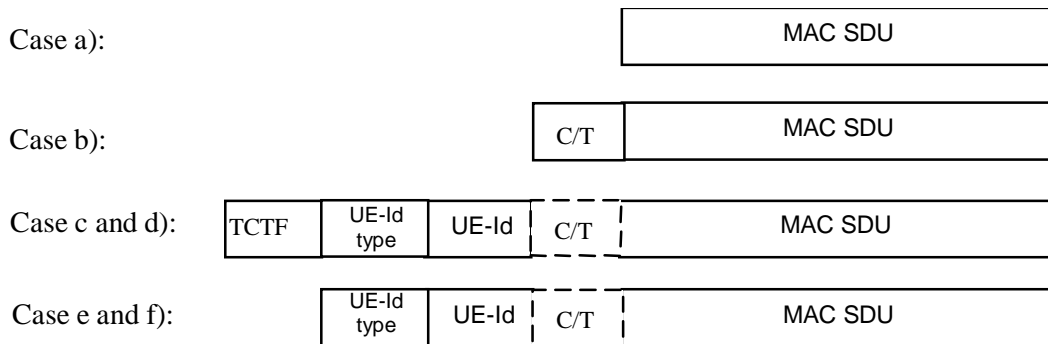 Case a): MAC SDU
Case b): C/T MAC SDU
Case c and d): TCTF UE-Id type UE-Id C/T MAC SDU
Case e and f): UE-Id type UE-Id C/T MAC SDU